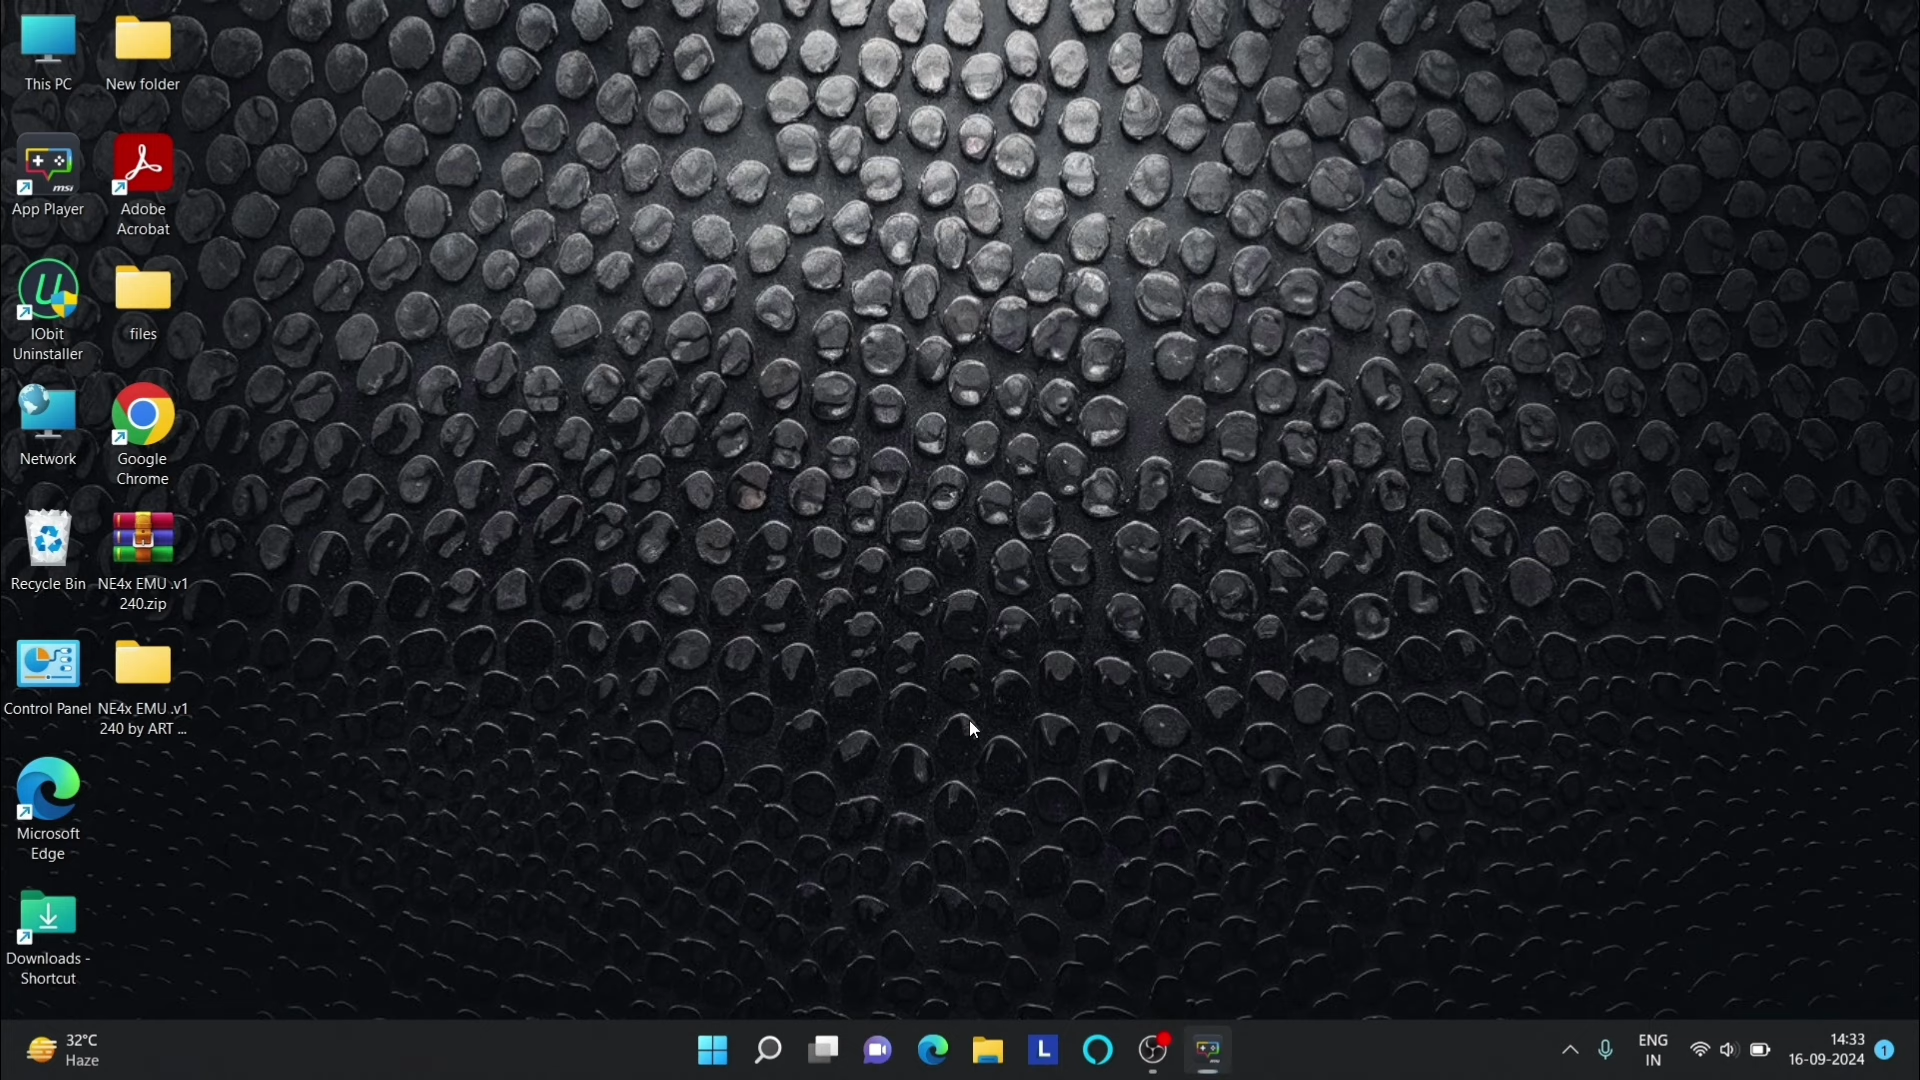 This PC
New folder
msi
App Player
Adobe
Acrobat
IObit
Uninstaller
files
Network
Google
Chrome
Recycle Bin
NE4x EMU .v1
240.zip
Control Panel
NE4x EMU .v1
240 by ART ...
Microsoft
Edge
Downloads -
Shortcut
32°C
Haze
L
ENG
IN
14:33
16-09-2024
1